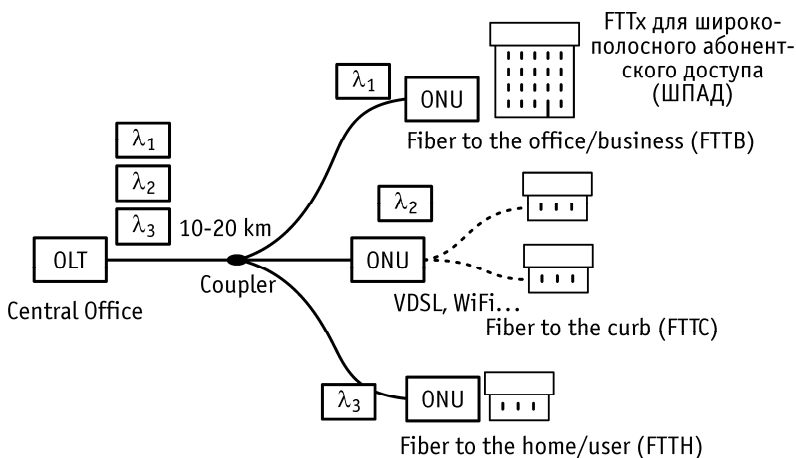 FTTx для широко-
полосного абонент-
ского доступа
(ШПАД)
λ1
ONU
Fiber to the office/business (FTTB)
λ1
λ2
λ3
10-20 km
λ2
OLT
Coupler
ONU
Central Office
VDSL, WiFi...
Fiber to the curb (FTTC)
λ3
ONU
Fiber to the home/user (FTTH)